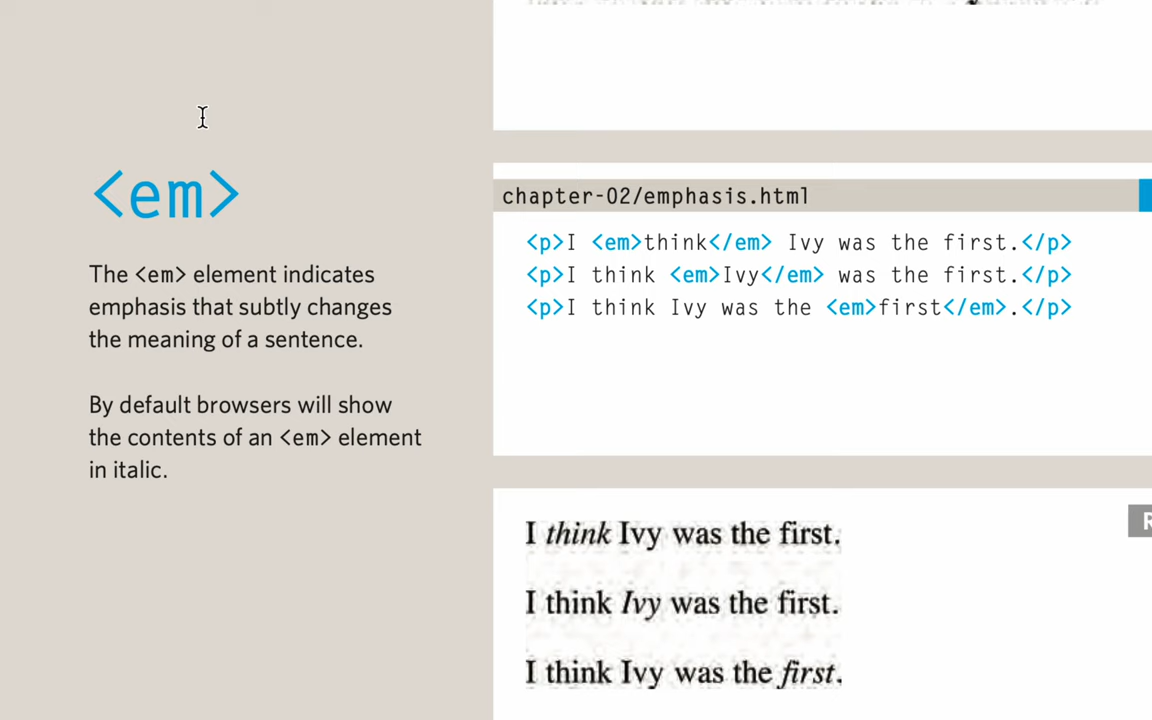 <em>
The <em> element indicates
emphasis that subtly changes
the meaning of a sentence.
By default browsers will show
the contents of an <em> element
in italic.
chapter-02/emphasis.html
<p>I <em>think</em> Ivy was the first.</p>
<p>I think <em>Ivy</em> was the first.</p>
<p>I think Ivy was the <em>first</em>.</p>
I think Ivy was the first.
I think Ivy was the first.
I think Ivy was the first.